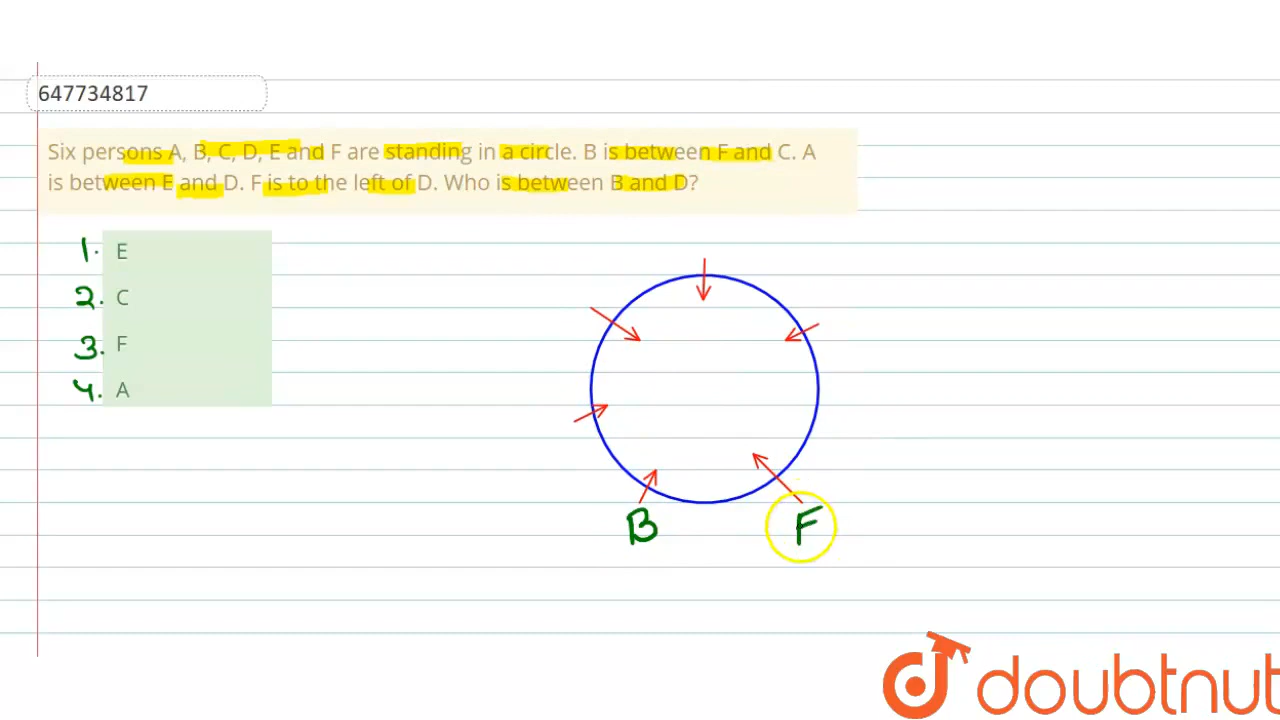 647734817
Six persons A, B, C, D, E and F are standing in a circle. B is between F and C. A
is between E and D. F is to the left of D. Who is between B and D?
1. E
2. C
3. F
4. A
B F
doubtnut